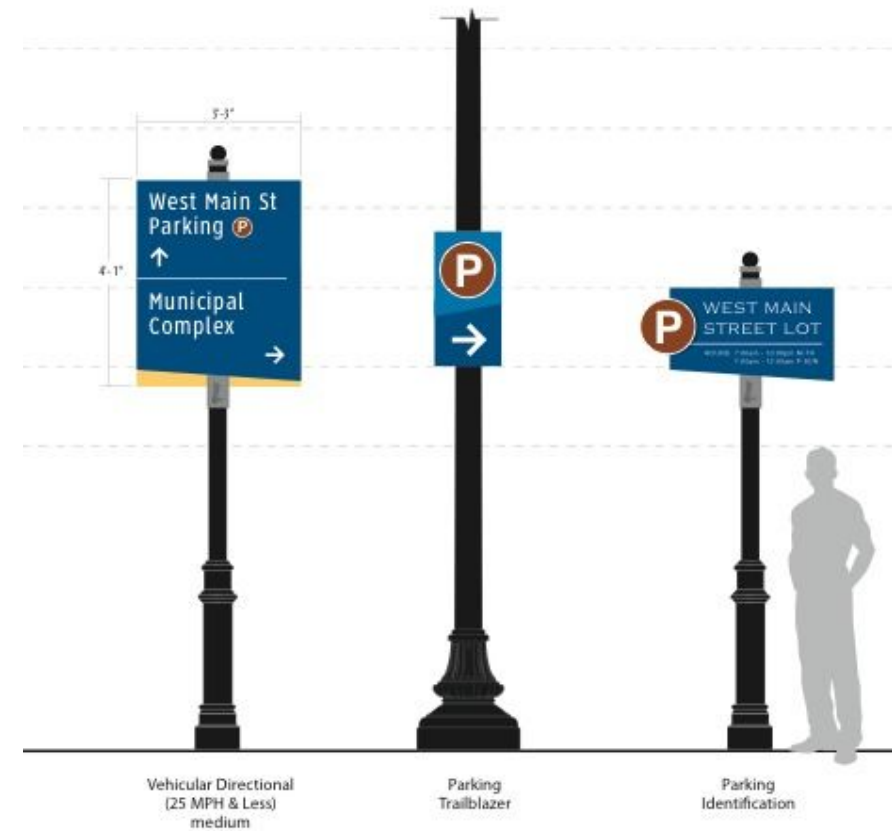 5'-3"
4'-1"
West Main St
Parking P
Municipal
Complex
P
P
WEST MAIN
STREET LOT
Vehicular Directional
(25 MPH & Less)
medium
Parking
Trailblazer
Parking
Identification